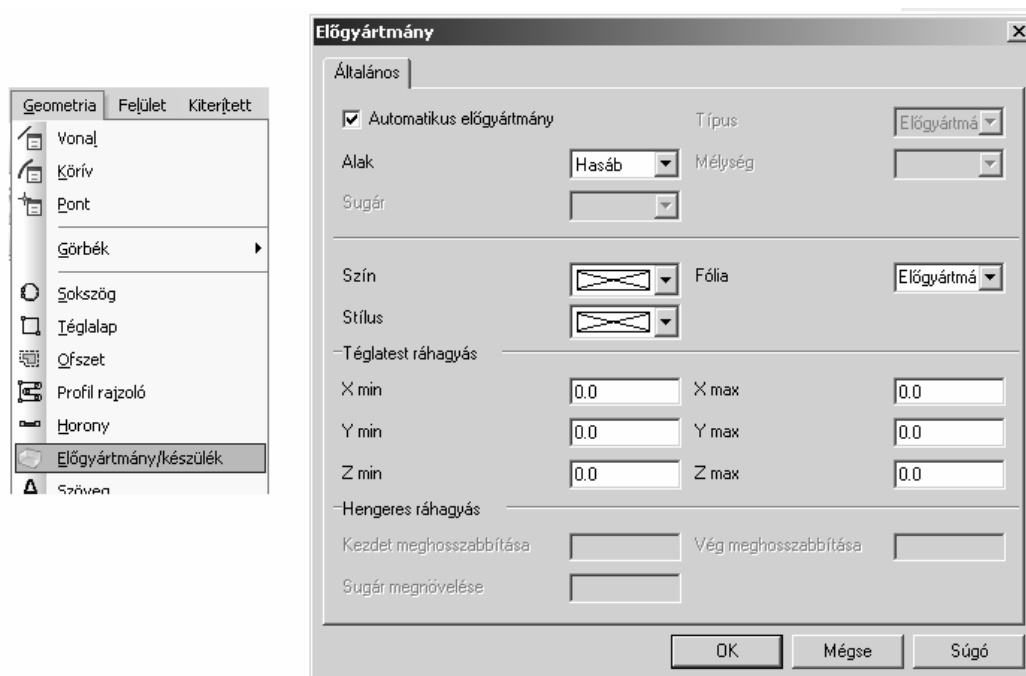 Geometria Felület Kiterített
Vonal
Körív
Pont
Görbék
Sokszög
Téglalap
Ofszet
Profil rajzoló
Horony
Előgyártmány/készülék
Szöveg
Előgyártmány
Általános
Automatikus előgyártmány Típus Előgyártmá
Alak Hasáb Mélység
Sugár
Szín Fólia Előgyártmá
Stílus
Téglatest ráhagyás
X min 0.0 X max 0.0
Y min 0.0 Y max 0.0
Z min 0.0 Z max 0.0
Hengeres ráhagyás
Kezdet meghosszabbítása Vég meghosszabbítása
Sugár megnövelése
OK Mégse Súgó